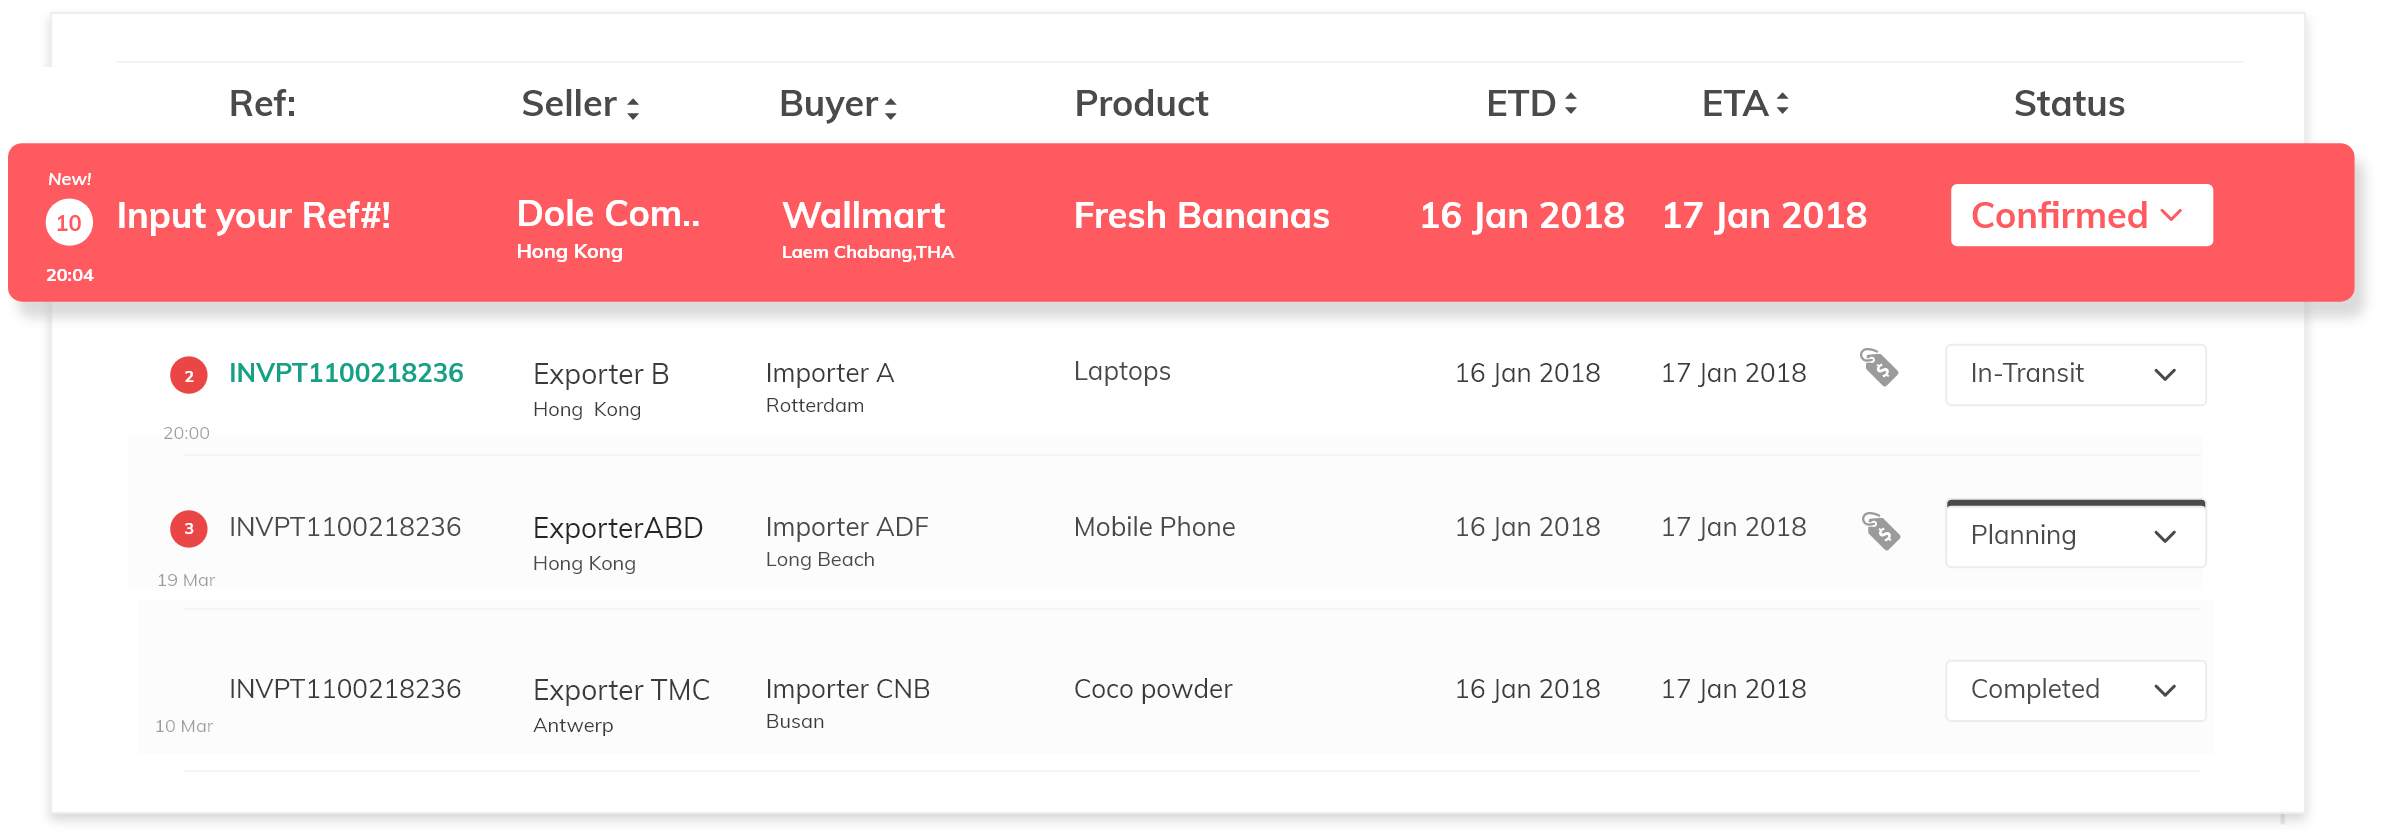 Ref: Seller Buyer Product ETD ETA Status
New!
10 Input your Ref#! Dole Com.. Wallmart Fresh Bananas 16 Jan 2018 17 Jan 2018 Confirmed
Hong Kong Laem Chabang,THA
20:04
2 INVPT1100218236 Exporter B Importer A Laptops 16 Jan 2018 17 Jan 2018 $ In-Transit
Hong Kong Rotterdam
20:00
3 INVPT1100218236 ExporterABD Importer ADF Mobile Phone 16 Jan 2018 17 Jan 2018 $ Planning
Hong Kong Long Beach
19 Mar
INVPT1100218236 Exporter TMC Importer CNB Coco powder 16 Jan 2018 17 Jan 2018 Completed
Antwerp Busan
10 Mar